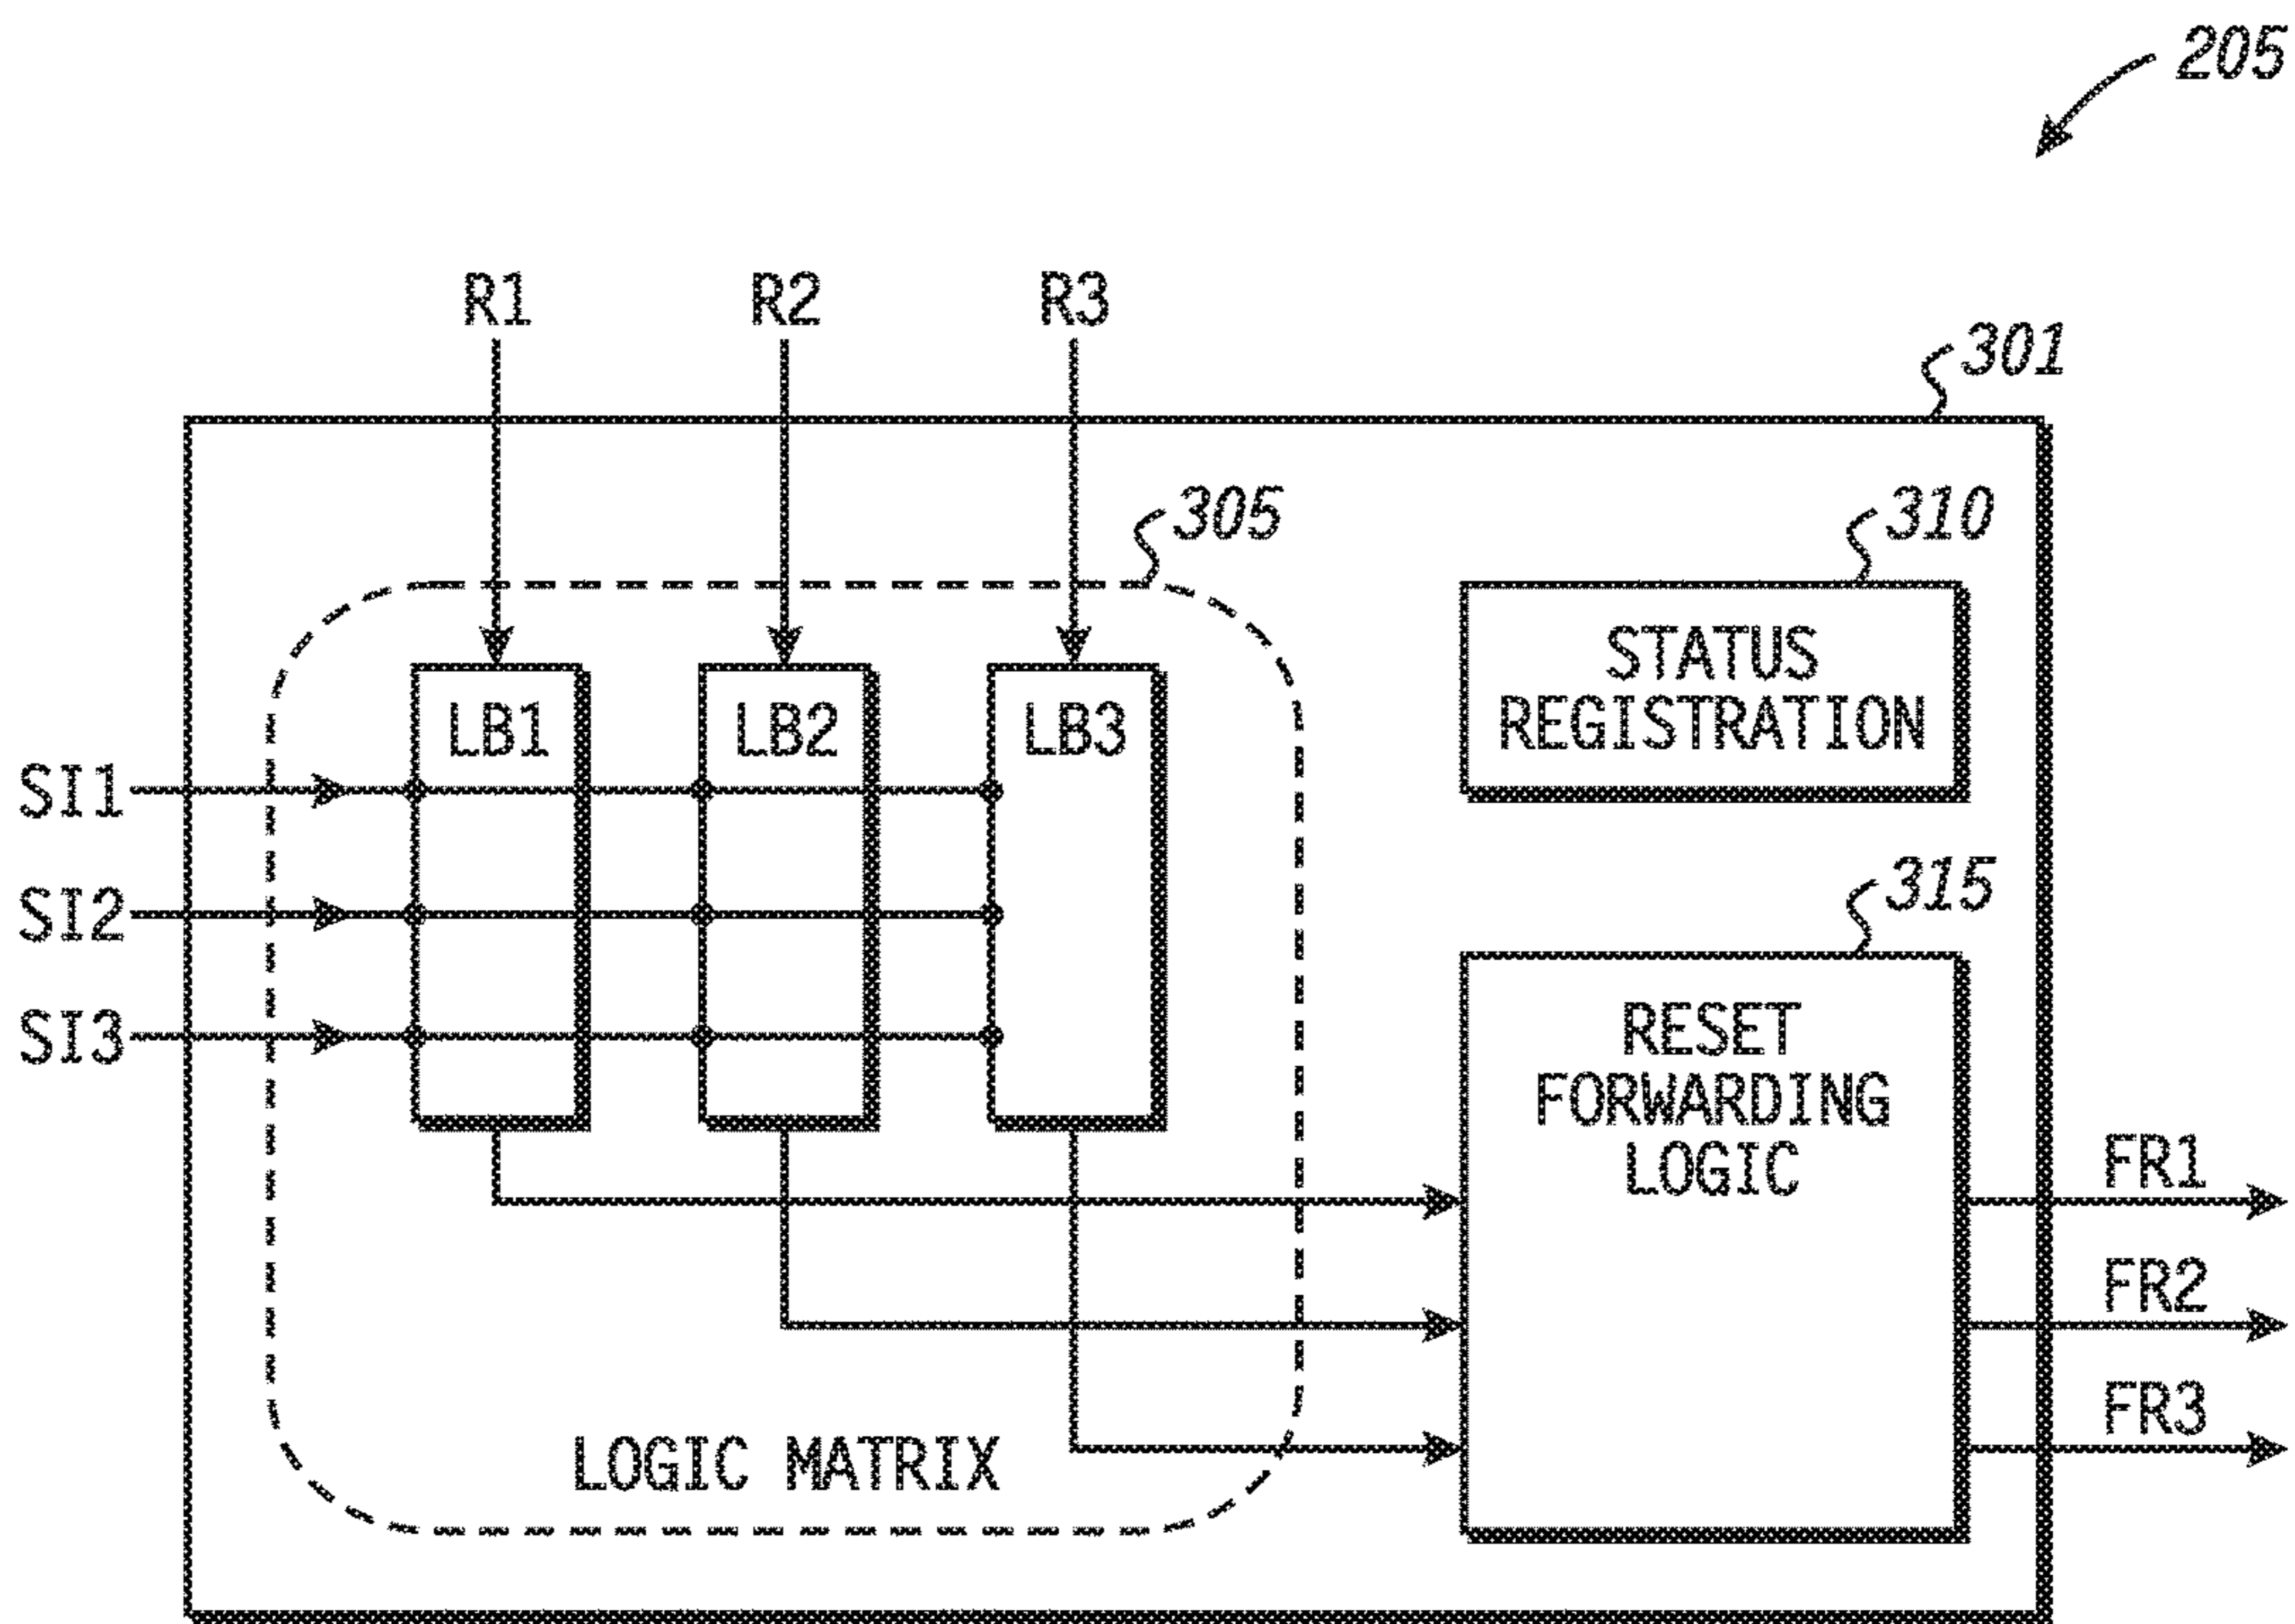 205
R1 R2 R3
301
305
310
STATUS
REGISTRATION
LB1 LB2 LB3
SI1
SI2
SI3
315
RESET
FORWARDING
LOGIC
FR1
FR2
FR3
LOGIC MATRIX